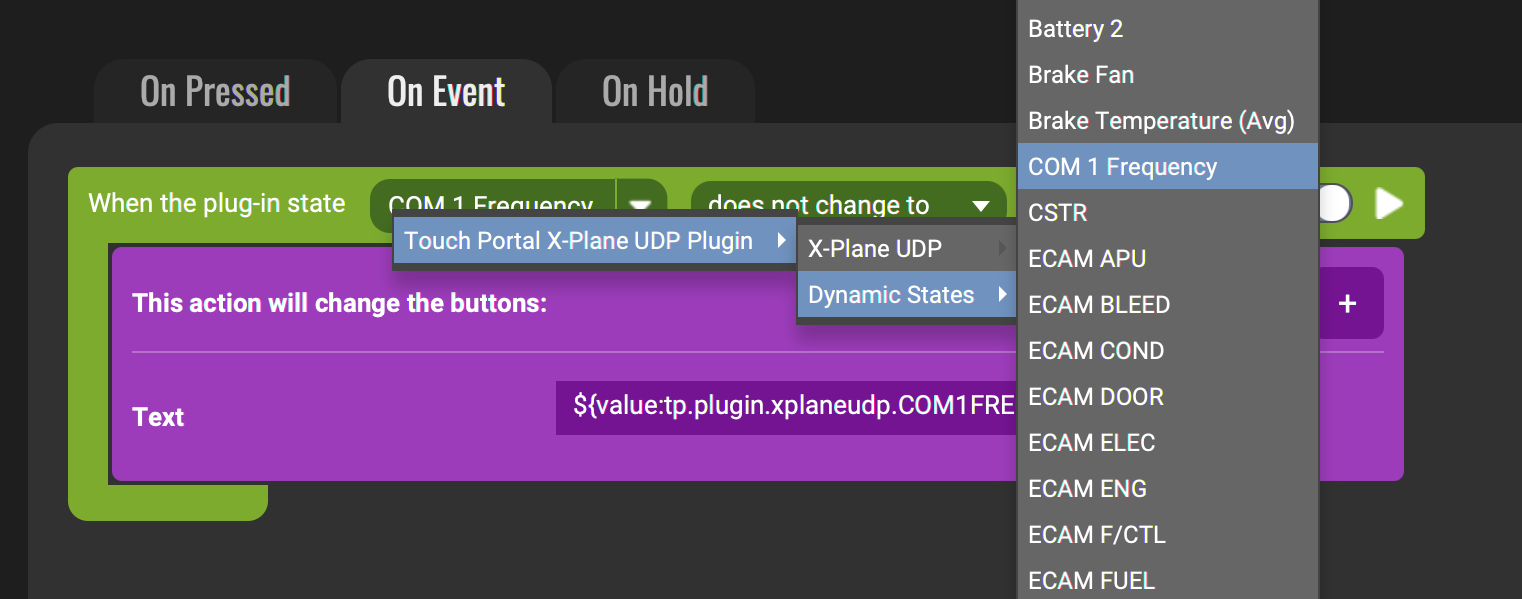 On Pressed
On Event
On Hold
When the plug-in state
COM 1 Frequency
does not change to
Touch Portal X-Plane UDP Plugin
X-Plane UDP
Dynamic States
Battery 2
Brake Fan
Brake Temperature (Avg)
COM 1 Frequency
CSTR
ECAM APU
ECAM BLEED
ECAM COND
ECAM DOOR
ECAM ELEC
ECAM ENG
ECAM F/CTL
ECAM FUEL
This action will change the buttons:
+
Text
${value:tp.plugin.xplaneudp.COM1FRE